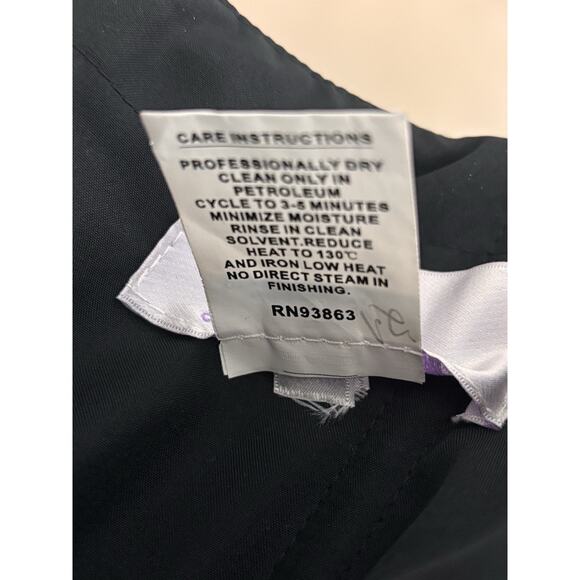 CARE INSTRUCTIONS
PROFESSIONALLY DRY
CLEAN ONLY IN
PETROLEUM
CYCLE TO 3-5 MINUTES
MINIMIZE MOISTURE
RINSE IN CLEAN
SOLVENT.REDUCE
HEAT TO 130℃
AND IRON LOW HEAT
NO DIRECT STEAM IN
FINISHING.
RN93863